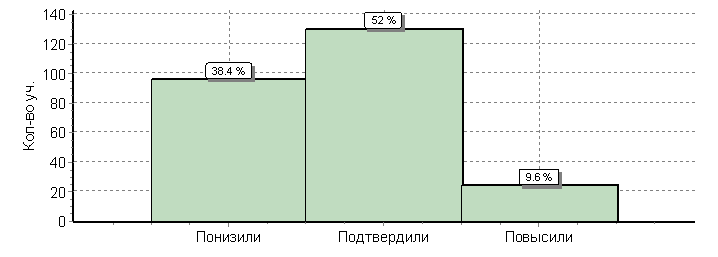 Кол-во уч.
140
120
100
80
60
40
20
0
38.4 %
52 %
9.6 %
Понизили
Подтвердили
Повысили